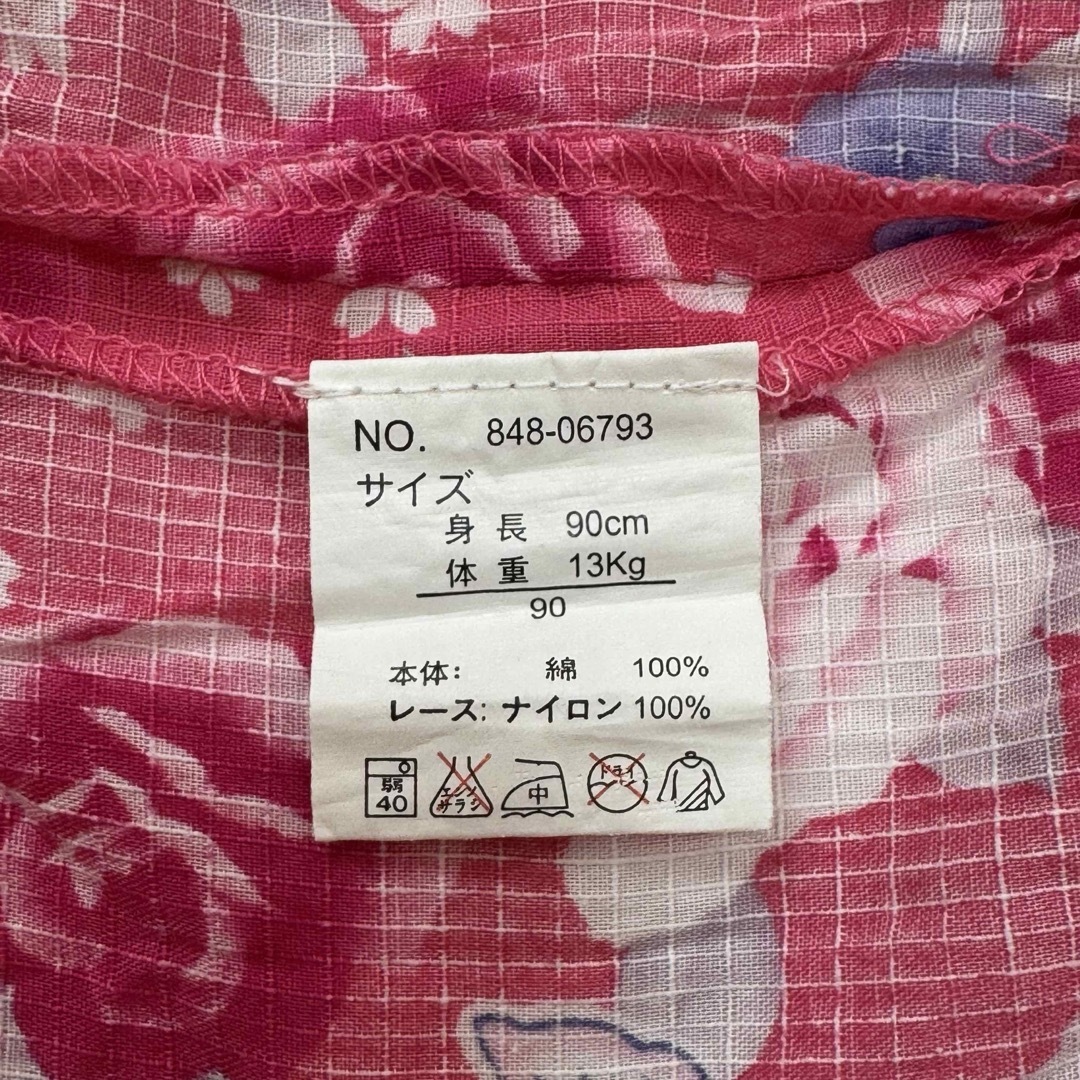 NO. 848-06793
サイズ
身長 90cm
体重 13Kg
90
本体: 綿 100%
レース: ナイロン 100%
弱 40
エンソ サラシ
中
ドライ